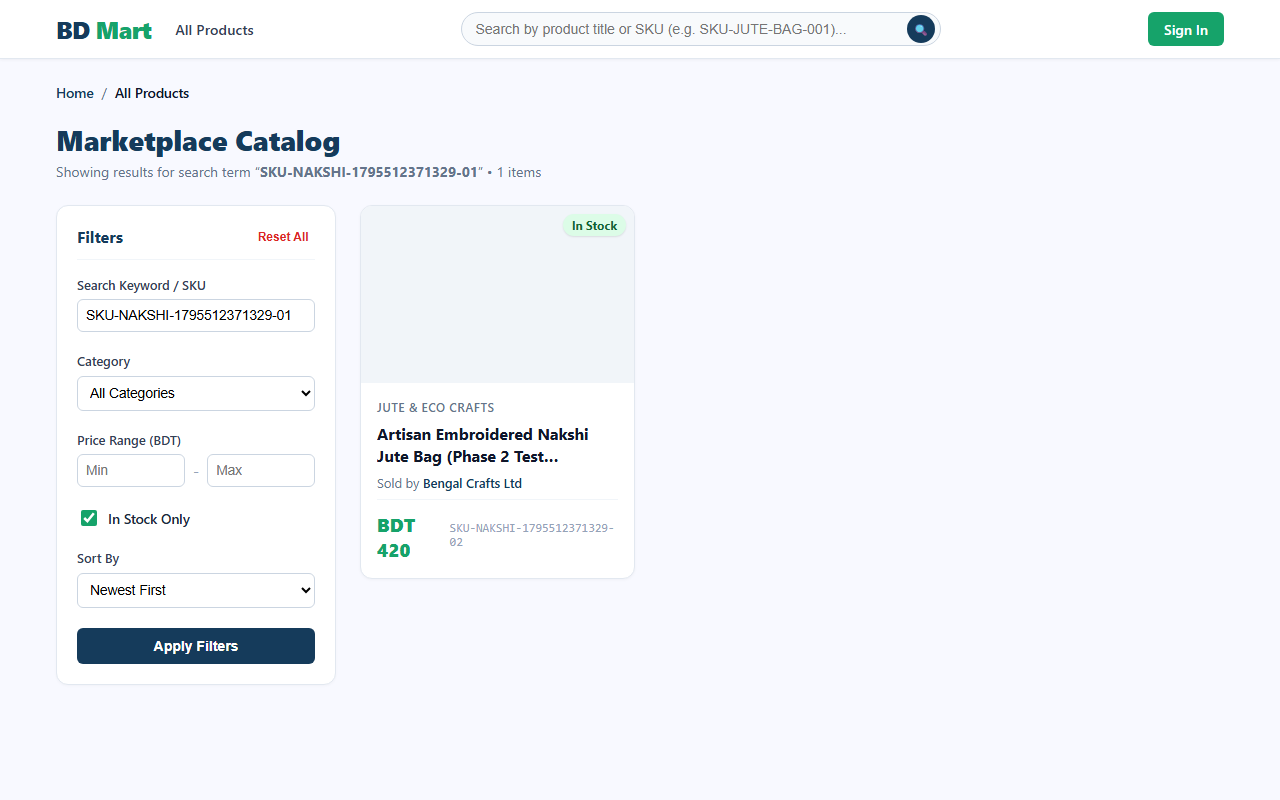 BD Mart
All Products
Search by product title or SKU (e.g. SKU-JUTE-BAG-001)...
Sign In
Home / All Products
Marketplace Catalog
Showing results for search term “SKU-NAKSHI-1795512371329-01” • 1 items
Filters
Reset All
Search Keyword / SKU
SKU-NAKSHI-1795512371329-01
Category
All Categories
Price Range (BDT)
Min - Max
In Stock Only
Sort By
Newest First
Apply Filters
In Stock
JUTE & ECO CRAFTS
Artisan Embroidered Nakshi
Jute Bag (Phase 2 Test...
Sold by Bengal Crafts Ltd
BDT
420
SKU-NAKSHI-1795512371329-
02